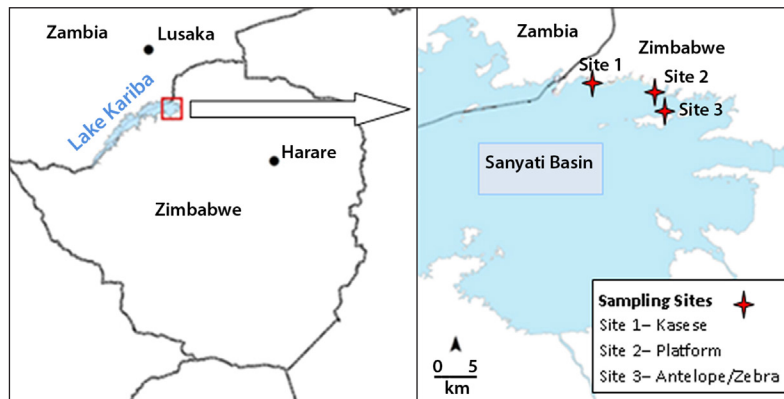 Zambia
Lusaka
Lake Kariba
Harare
Zimbabwe
Zambia
Zimbabwe
Site 1
Site 2
Site 3
Sanyati Basin
Sampling Sites
Site 1– Kasese
Site 2– Platform
Site 3– Antelope/Zebra
0 5
km